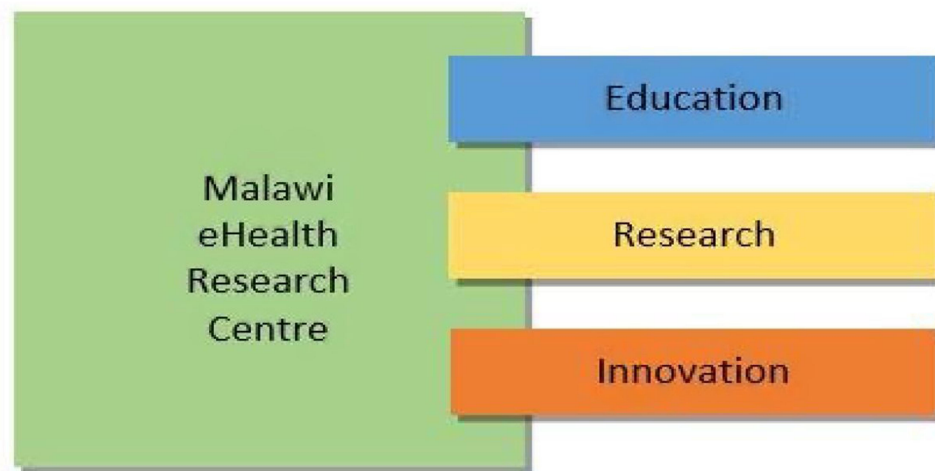 Malawi
eHealth
Research
Centre
Education
Research
Innovation